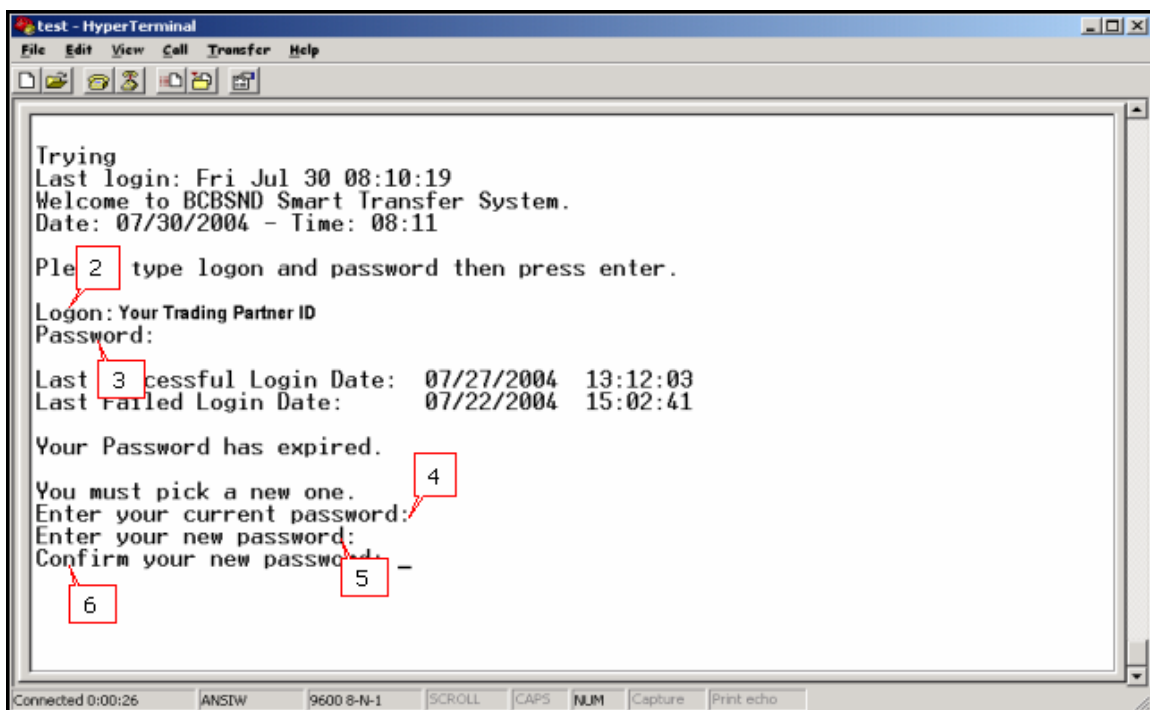 test - HyperTerminal
File Edit View Call Transfer Help
Trying
Last login: Fri Jul 30 08:10:19
Welcome to BCBSND Smart Transfer System.
Date: 07/30/2004 - Time: 08:11
Ple 2 type logon and password then press enter.
Logon: Your Trading Partner ID
Password:
Last 3 cessful Login Date: 07/27/2004 13:12:03
Last Failed Login Date: 07/22/2004 15:02:41
Your Password has expired.
4
You must pick a new one.
Enter your current password:
Enter your new password:
Confirm your new password: _
5
6
Connected 0:00:26 ANSIW 9600 8-N-1 SCROLL CAPS NUM Capture Print echo